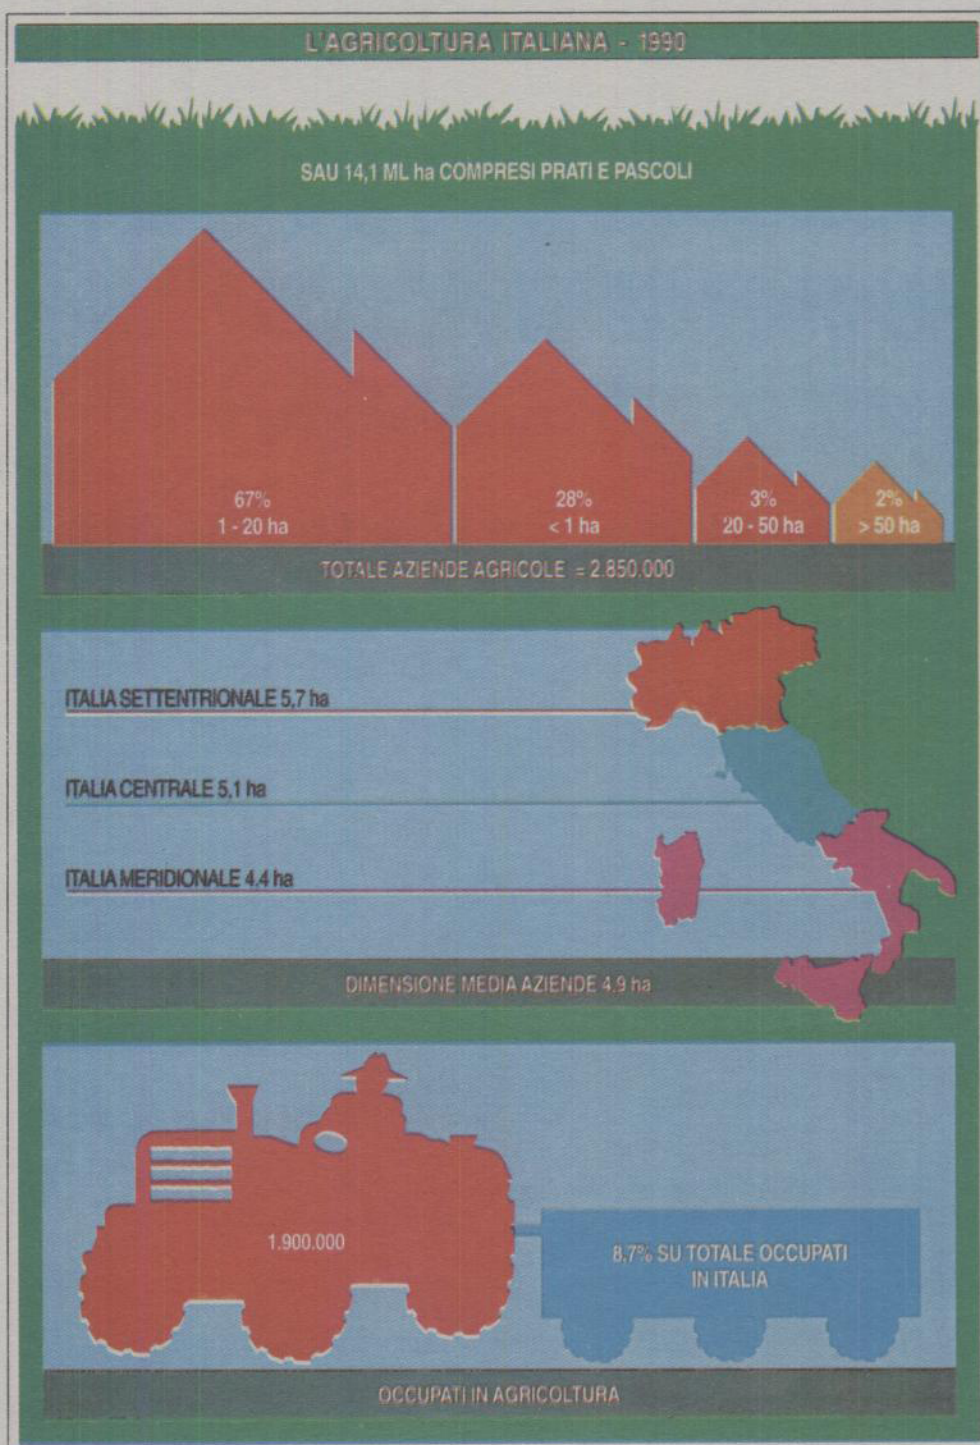 L'AGRICOLTURA ITALIANA - 1990
SAU 14,1 ML ha COMPRESI PRATI E PASCOLI
67%
1 - 20 ha
28%
< 1 ha
3%
20 - 50 ha
2%
> 50 ha
TOTALE AZIENDE AGRICOLE = 2.850.000
ITALIA SETTENTRIONALE 5,7 ha
ITALIA CENTRALE 5,1 ha
ITALIA MERIDIONALE 4.4 ha
DIMENSIONE MEDIA AZIENDE 4.9 ha
1.900.000
8,7% SU TOTALE OCCUPATI
IN ITALIA
OCCUPATI IN AGRICOLTURA